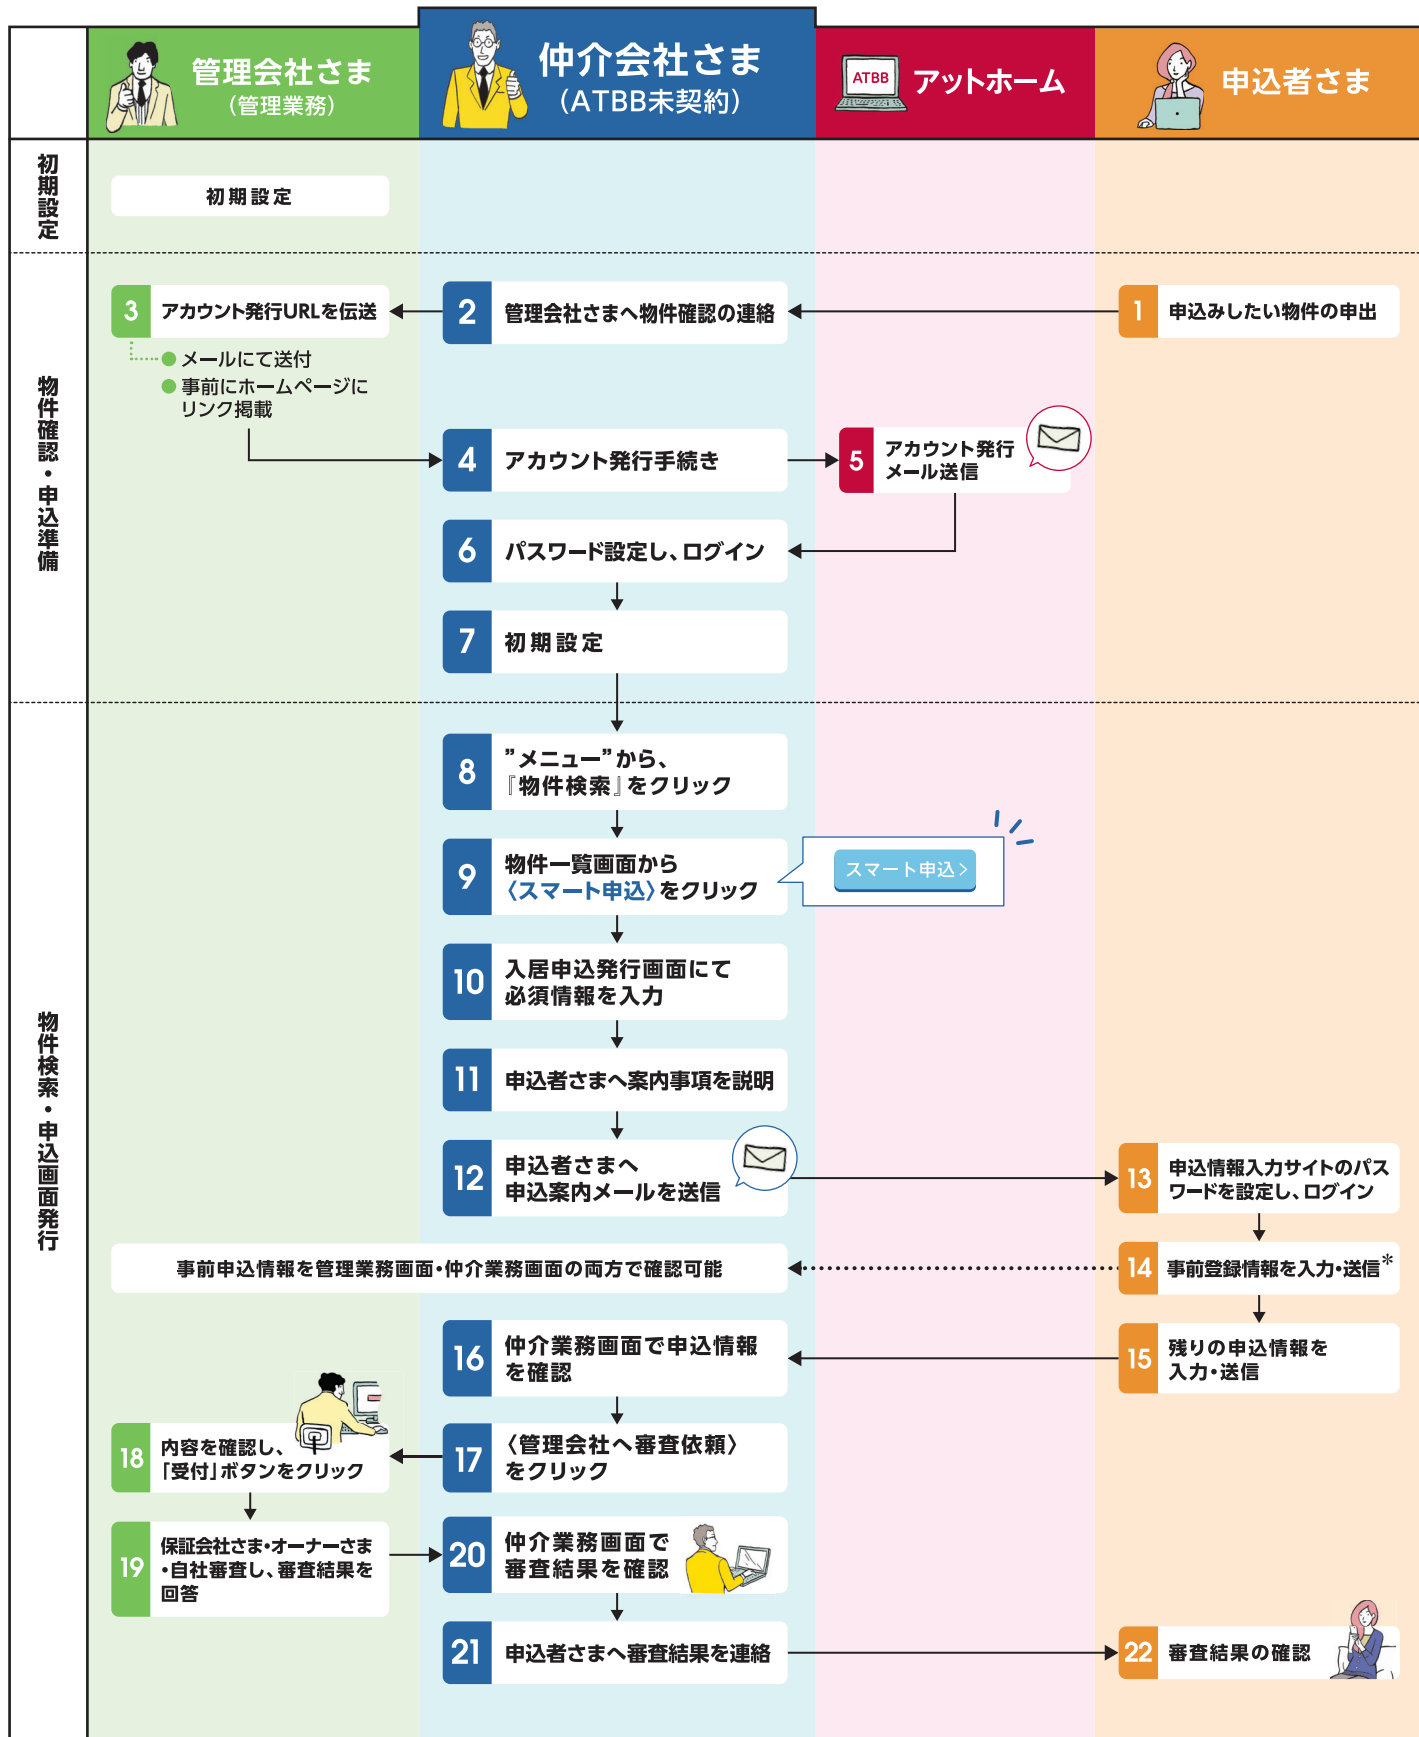 管理会社さま
（管理業務）
仲介会社さま
（ATBB未契約）
ATBB
アットホーム
申込者さま
初期設定
初期設定
物件確認・申込準備
1
申込みしたい物件の申出
2
管理会社さまへ物件確認の連絡
3
アカウント発行URLを伝送
● メールにて送付
● 事前にホームページに
リンク掲載
4
アカウント発行手続き
5
アカウント発行
メール送信
6
パスワード設定し、ログイン
7
初期設定
物件検索・申込画面発行
8
”メニュー”から、
『物件検索』をクリック
9
物件一覧画面から
〈スマート申込〉をクリック
スマート申込 >
10
入居申込発行画面にて
必須情報を入力
11
申込者さまへ案内事項を説明
12
申込者さまへ
申込案内メールを送信
13
申込情報入力サイトのパス
ワードを設定し、ログイン
14
事前登録情報を入力・送信*
事前申込情報を管理業務画面・仲介業務画面の両方で確認可能
15
残りの申込情報を
入力・送信
16
仲介業務画面で申込情報
を確認
17
〈管理会社へ審査依頼〉
をクリック
18
内容を確認し、
「受付」ボタンをクリック
19
保証会社さま・オーナーさま
・自社審査し、審査結果を
回答
20
仲介業務画面で
審査結果を確認
21
申込者さまへ審査結果を連絡
22
審査結果の確認